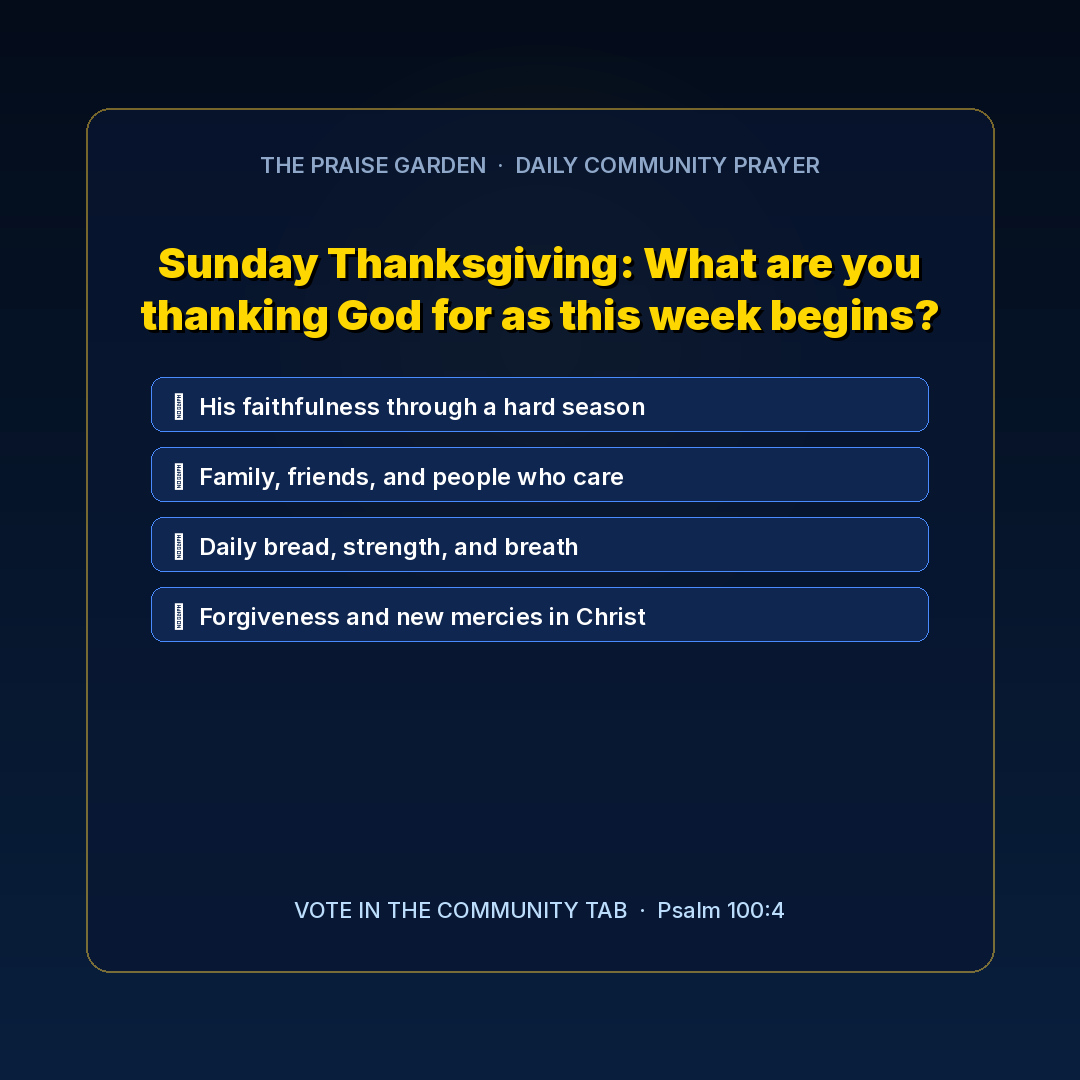 THE PRAISE GARDEN · DAILY COMMUNITY PRAYER
Sunday Thanksgiving: What are you
thanking God for as this week begins?
His faithfulness through a hard season
Family, friends, and people who care
Daily bread, strength, and breath
Forgiveness and new mercies in Christ
VOTE IN THE COMMUNITY TAB · Psalm 100:4